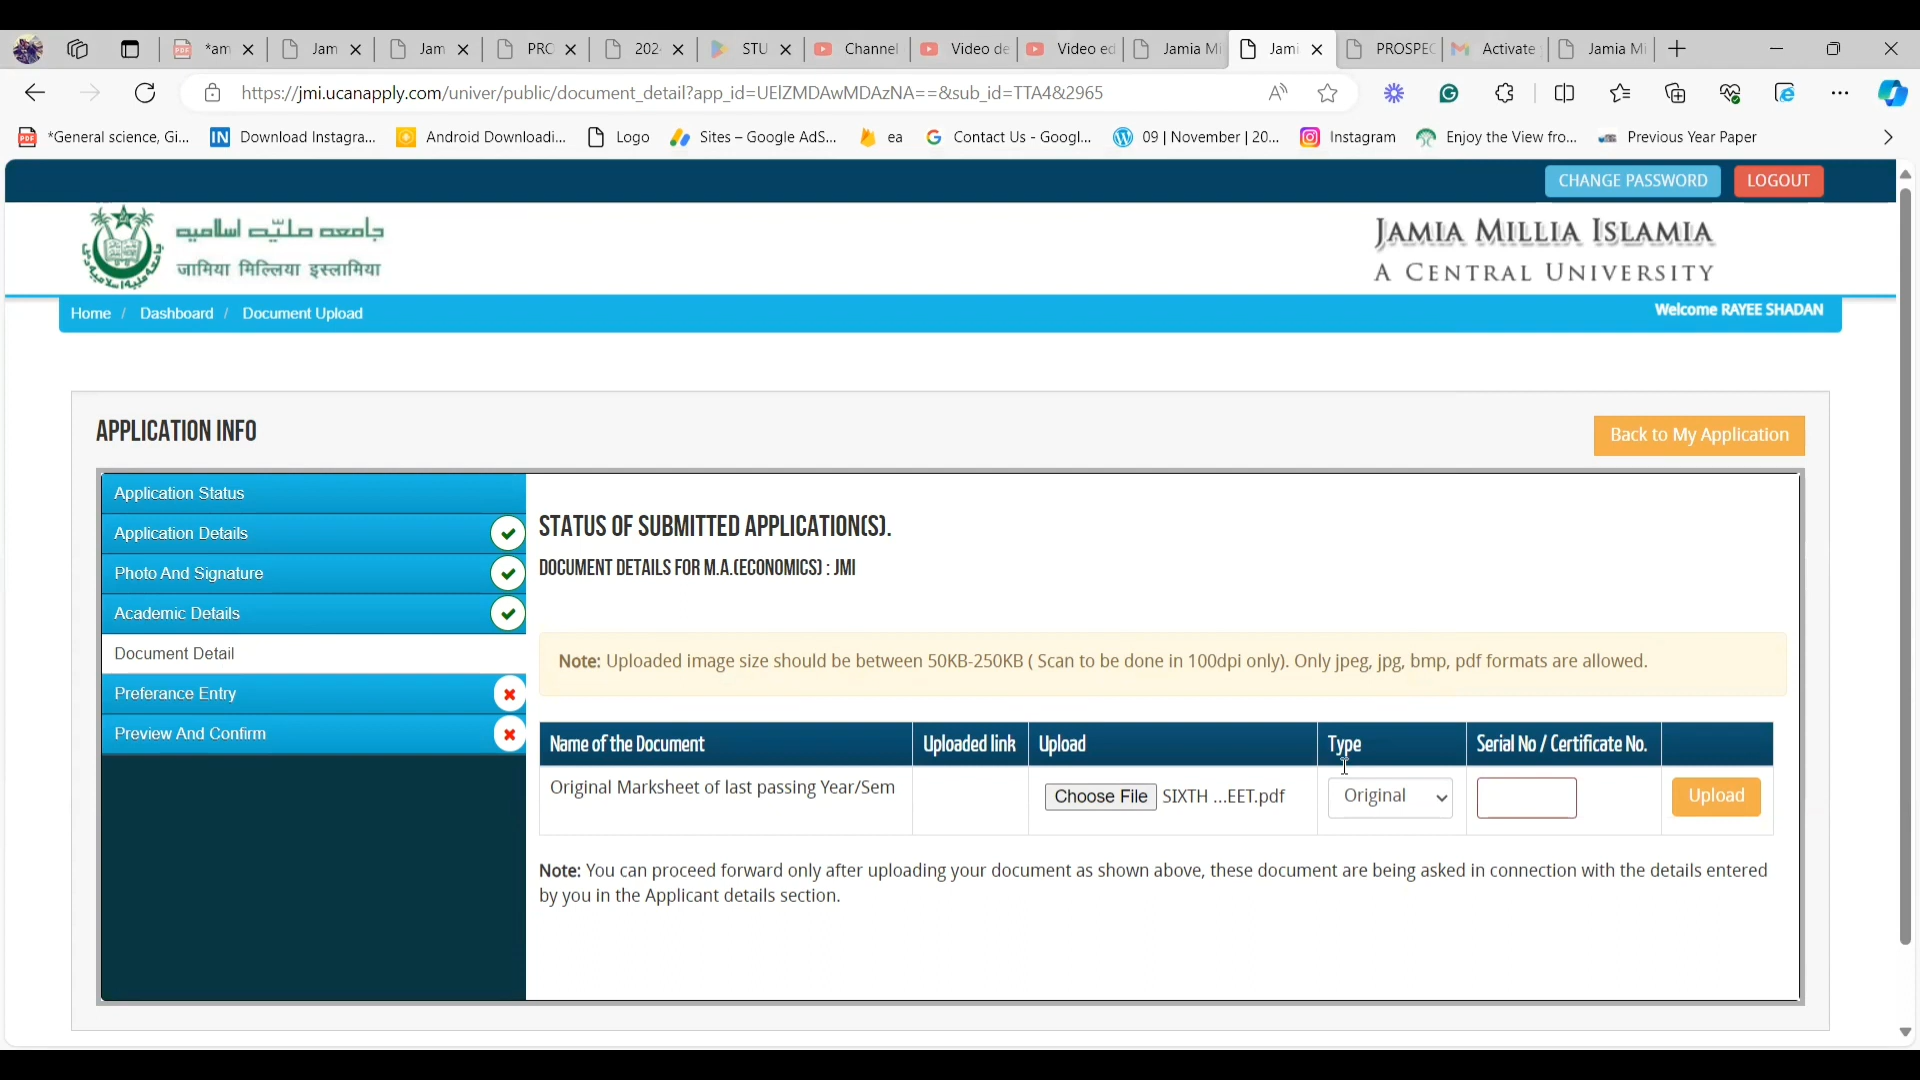 *am
Jam
Jam
PRO
202
STU
Channel
Video de
Video ed
Jamia Mi
Jami
PROSPEC
Activate
Jamia Mi
https://jmi.ucanapply.com/univer/public/document_detail?app_id=UElZMDAwMDAzNA==&sub_id=TTA4&2965
*General science, Gi...
Download Instagra...
Android Downloadi...
Logo
Sites – Google AdS...
ea
Contact Us - Googl...
09 | November | 20...
Instagram
Enjoy the View fro...
Previous Year Paper
CHANGE PASSWORD
LOGOUT
جامعه ملیّہ اسلامیه
जामिया मिल्लिया इस्लामिया
JAMIA MILLIA ISLAMIA
A CENTRAL UNIVERSITY
Home / Dashboard / Document Upload
Welcome RAYEE SHADAN
APPLICATION INFO
Back to My Application
Application Status
Application Details
Photo And Signature
Academic Details
Document Detail
Preferance Entry
Preview And Confirm
STATUS OF SUBMITTED APPLICATION(S).
DOCUMENT DETAILS FOR M.A.(ECONOMICS) : JMI
Note: Uploaded image size should be between 50KB-250KB ( Scan to be done in 100dpi only). Only jpeg, jpg, bmp, pdf formats are allowed.
Name of the Document Uploaded link Upload Type Serial No / Certificate No.
Original Marksheet of last passing Year/Sem Choose File SIXTH ...EET.pdf Original Upload
Note: You can proceed forward only after uploading your document as shown above, these document are being asked in connection with the details entered
by you in the Applicant details section.